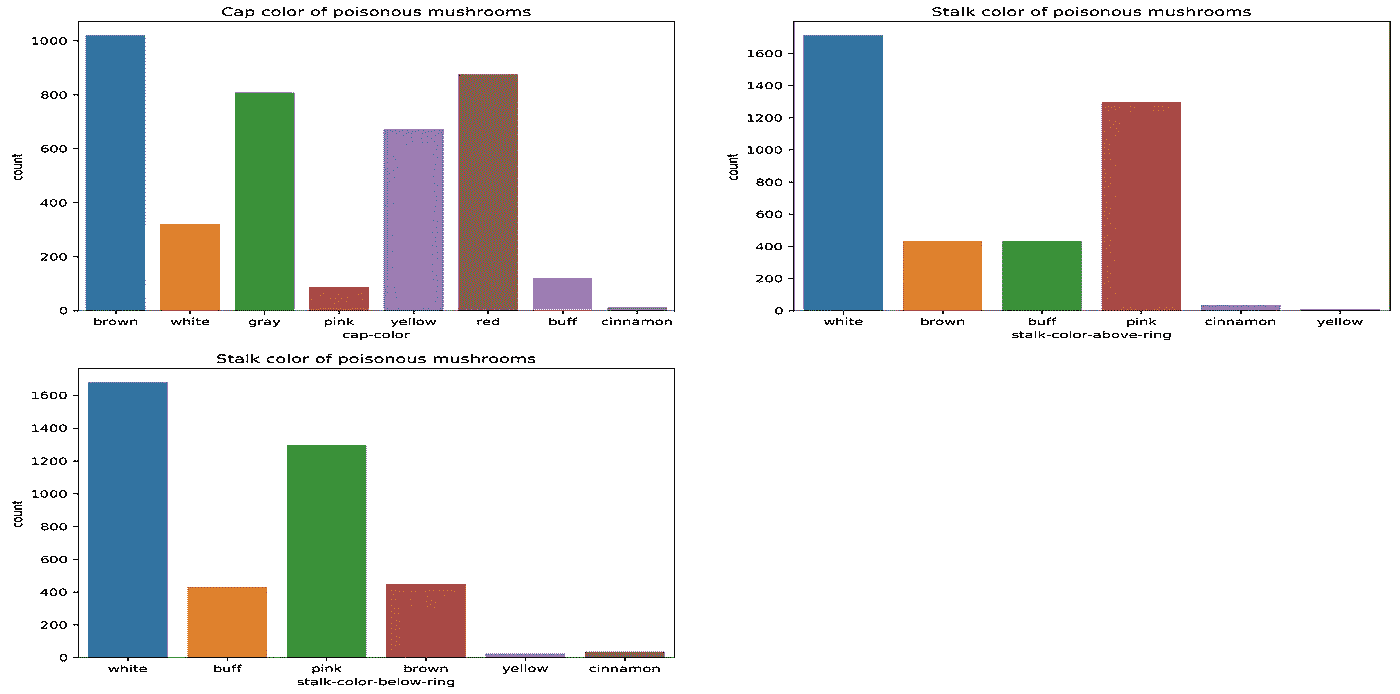 Cap color of poisonous mushrooms
1000
800
600
400
200
0
count
brown white gray pink yellow red buff cinnamon
cap-color
Stalk color of poisonous mushrooms
1600
1400
1200
1000
800
600
400
200
0
count
white brown buff pink cinnamon yellow
stalk-color-above-ring
Stalk color of poisonous mushrooms
1600
1400
1200
1000
800
600
400
200
0
count
white buff pink brown yellow cinnamon
stalk-color-below-ring